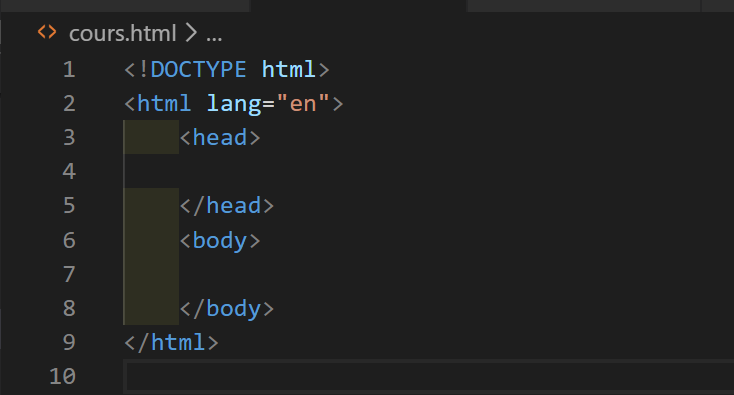 <> cours.html > ...
1 <!DOCTYPE html>
2 <html lang="en">
3     <head>
4
5     </head>
6     <body>
7
8     </body>
9 </html>
10